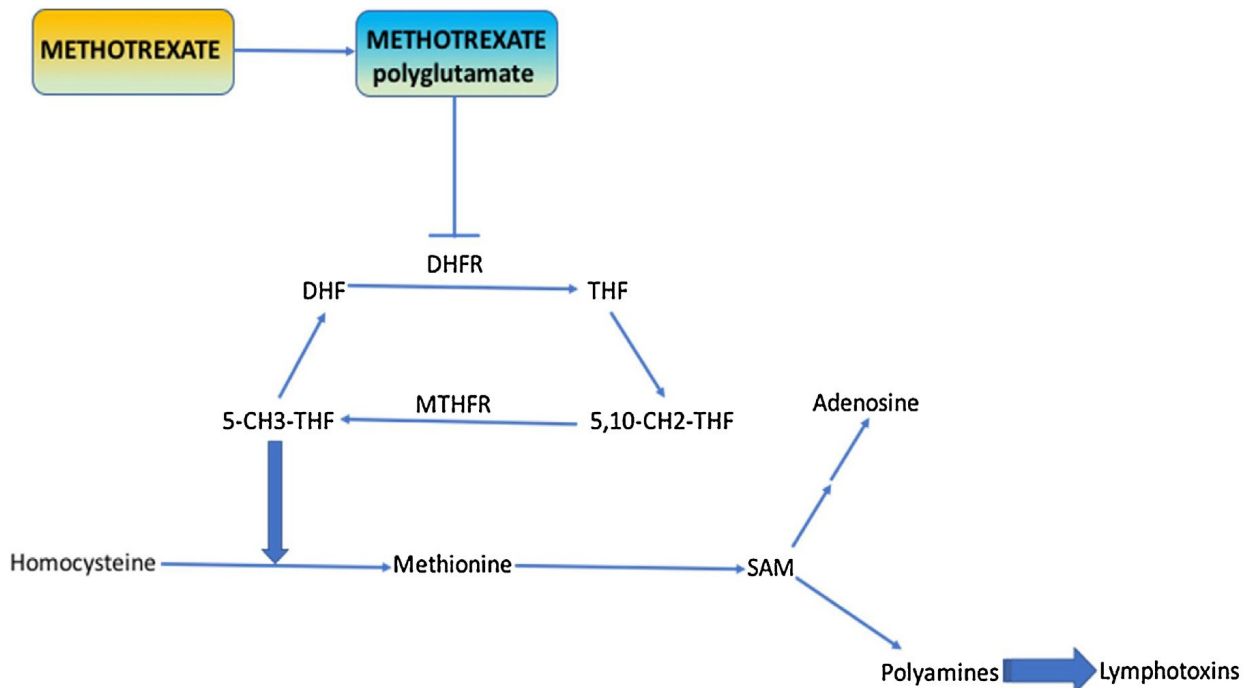 METHOTREXATE
METHOTREXATE
polyglutamate
DHFR
DHF
THF
MTHFR
5-CH3-THF
5,10-CH2-THF
Adenosine
Homocysteine
Methionine
SAM
Polyamines
Lymphotoxins